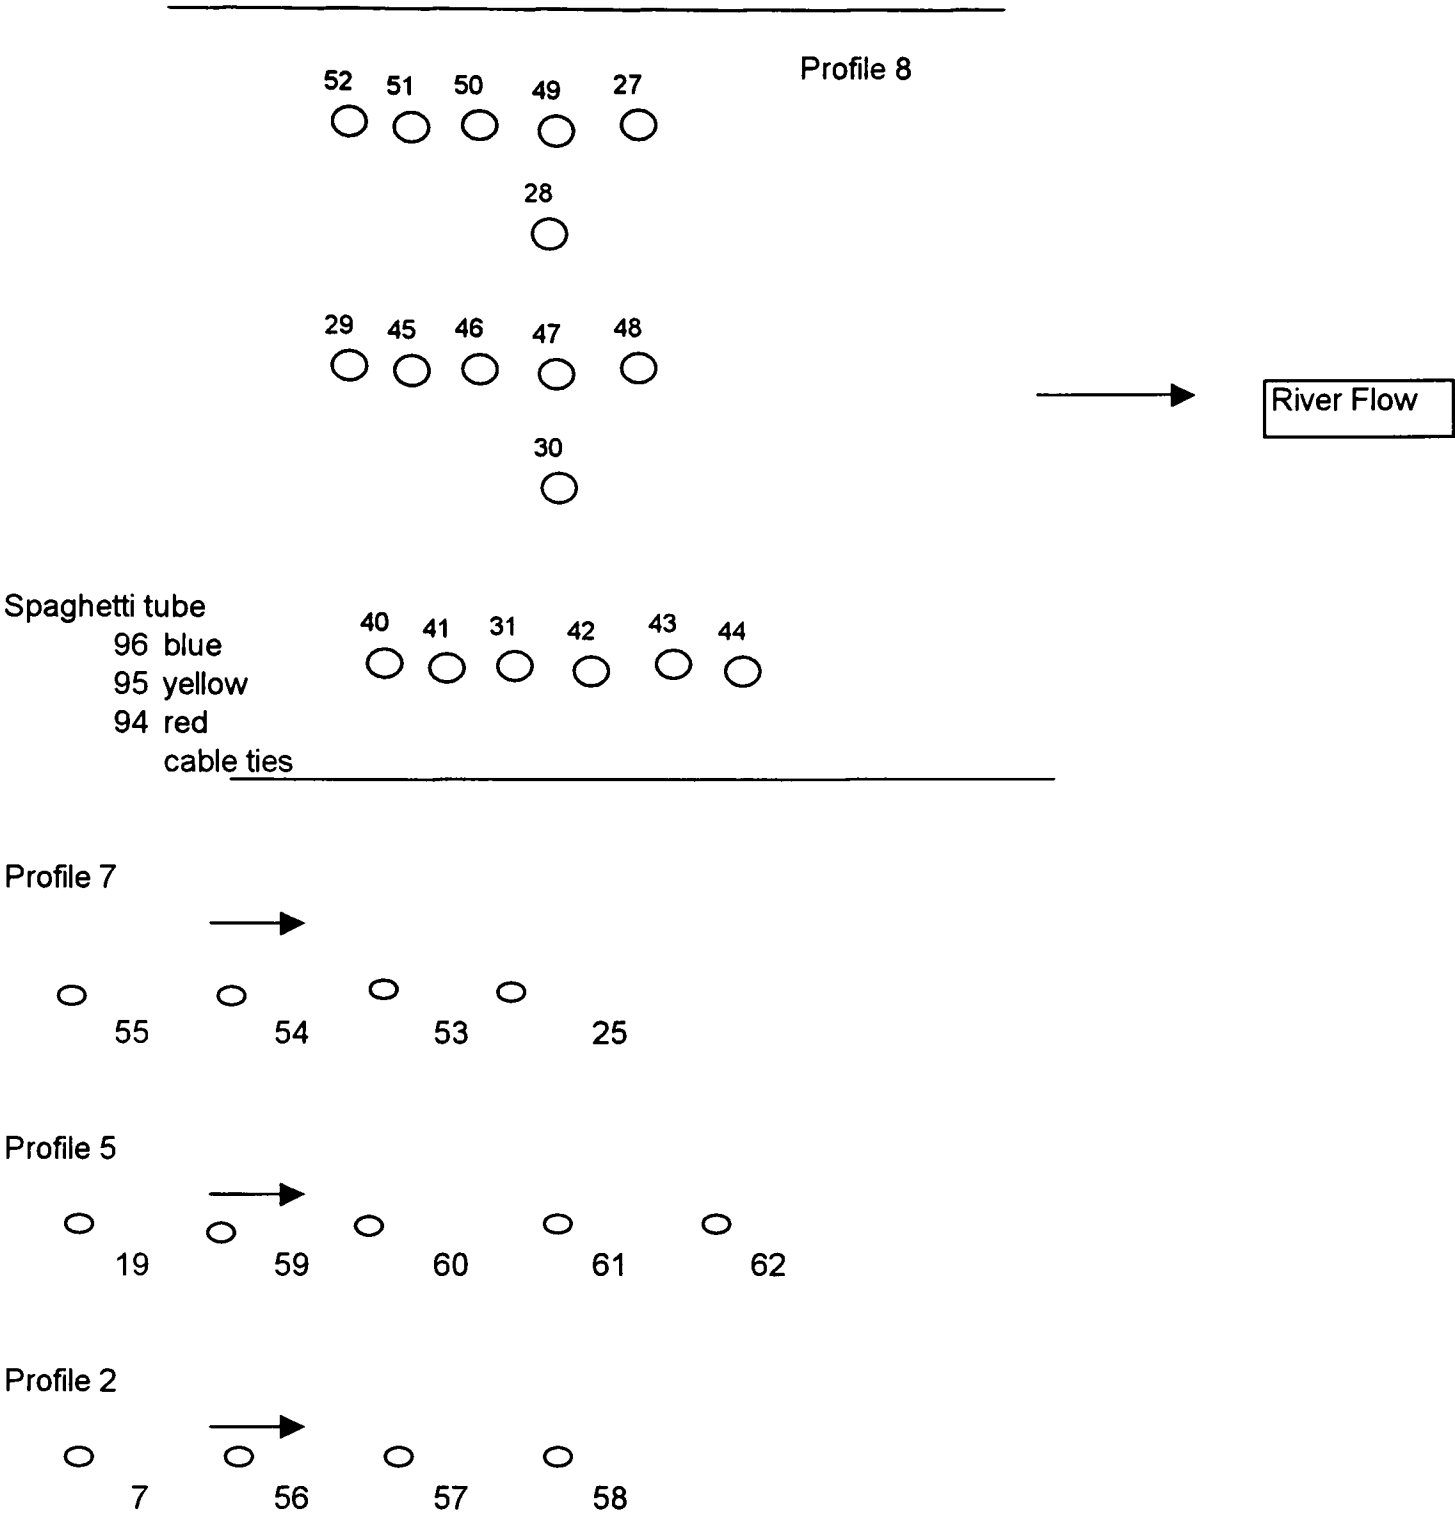 Profile 8
52 51 50 49 27
28
29 45 46 47 48
River Flow
30
Spaghetti tube
96 blue
95 yellow
94 red
cable ties
40 41 31 42 43 44
Profile 7
55 54 53 25
Profile 5
19 59 60 61 62
Profile 2
7 56 57 58